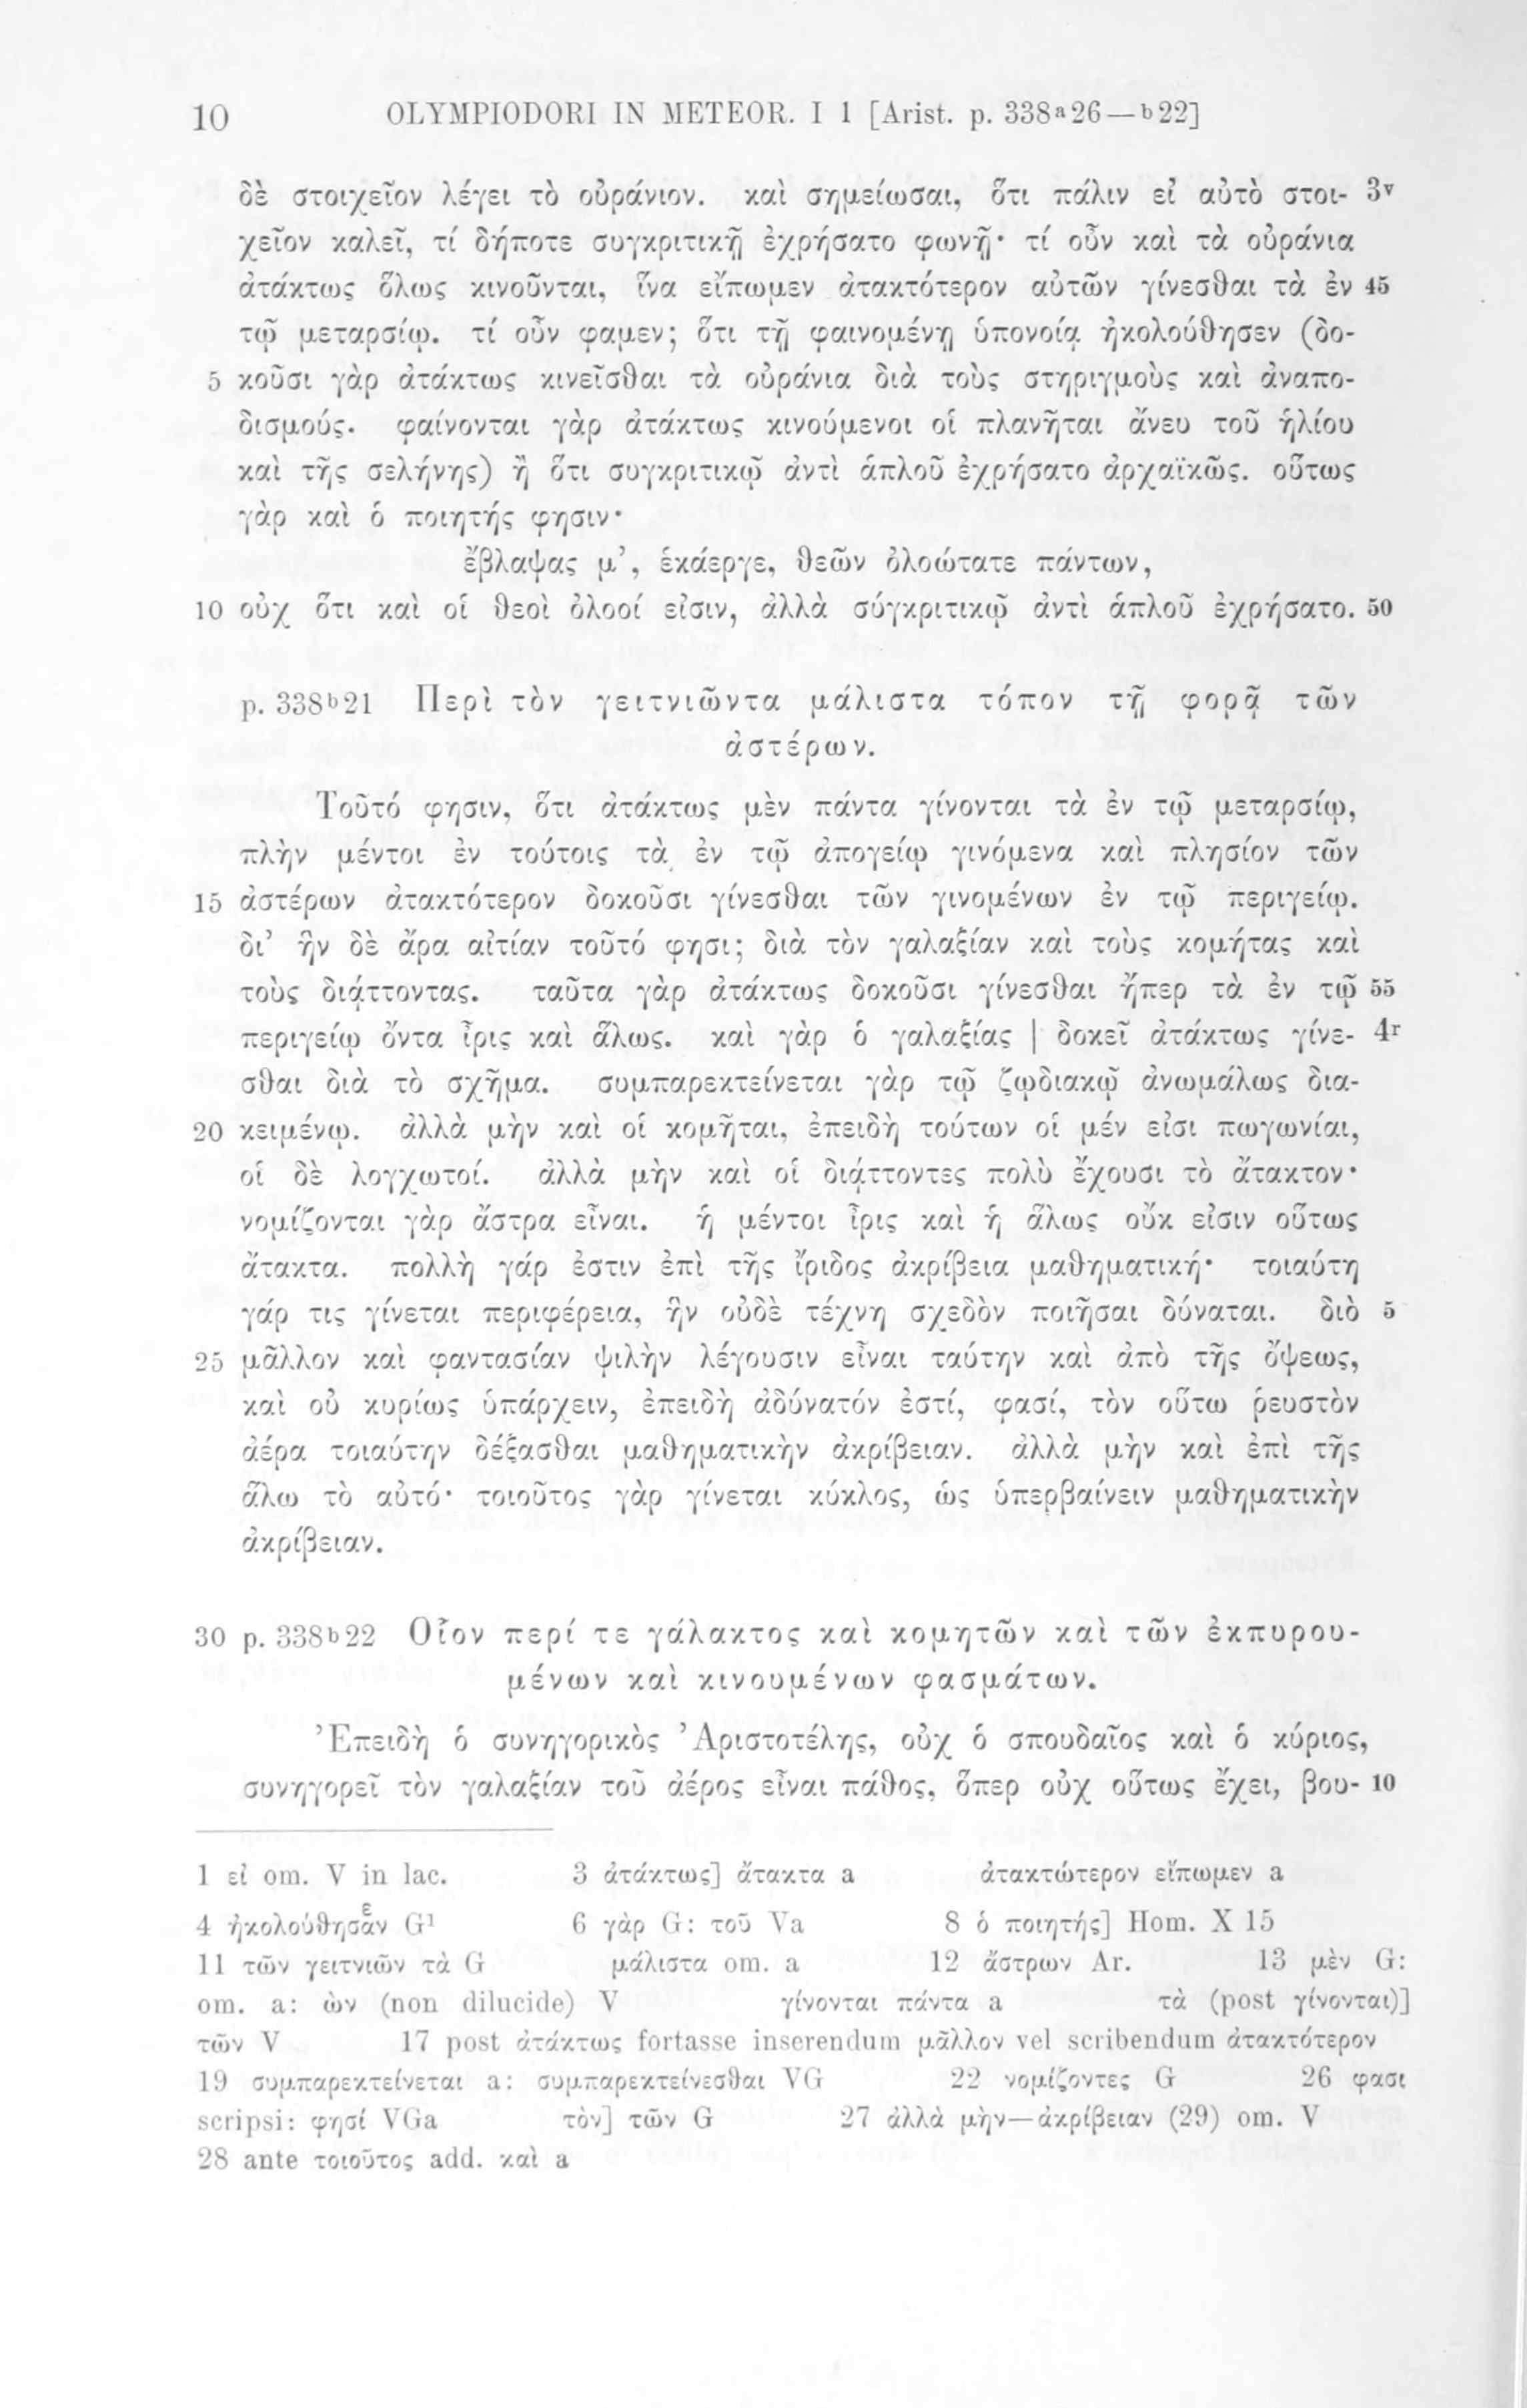 10 OLYMPIODORI IN METEOR. I 1 [Arist. p. 338ᵃ26—ᵇ22]
δὲ στοιχεῖον λέγει τὸ οὐράνιον. καὶ σημείωσαι, ὅτι πάλιν εἰ αὐτὸ στοι- 3ᵛ
χεῖον καλεῖ, τί δήποτε συγκριτικῇ ἐχρήσατο φωνῇ· τί οὖν καὶ τὰ οὐράνια
ἀτάκτως ὅλως κινοῦνται, ἵνα εἴπωμεν ἀτακτότερον αὐτῶν γίνεσθαι τὰ ἐν 45
τῷ μεταρσίῳ. τί οὖν φαμεν; ὅτι τῇ φαινομένῃ ὑπονοίᾳ ἠκολούθησεν (δο-
5 κοῦσι γὰρ ἀτάκτως κινεῖσθαι τὰ οὐράνια διὰ τοὺς στηριγμοὺς καὶ ἀναπο-
δισμούς. φαίνονται γὰρ ἀτάκτως κινούμενοι οἱ πλανῆται ἄνευ τοῦ ἡλίου
καὶ τῆς σελήνης) ἢ ὅτι συγκριτικῷ ἀντὶ ἁπλοῦ ἐχρήσατο ἀρχαϊκῶς. οὕτως
γὰρ καὶ ὁ ποιητής φησιν·
ἔβλαψας μ’, ἑκάεργε, θεῶν ὀλοώτατε πάντων,
10 οὐχ ὅτι καὶ οἱ θεοὶ ὀλοοί εἰσιν, ἀλλὰ σύγκριτικῷ ἀντὶ ἁπλοῦ ἐχρήσατο. 50
p. 338ᵇ21 Περὶ τὸν γειτνιῶντα μάλιστα τόπον τῇ φορᾷ τῶν
ἀστέρων.
Τοῦτό φησιν, ὅτι ἀτάκτως μὲν πάντα γίνονται τὰ ἐν τῷ μεταρσίῳ,
πλὴν μέντοι ἐν τούτοις τὰ ἐν τῷ ἀπογείῳ γινόμενα καὶ πλησίον τῶν
15 ἀστέρων ἀτακτότερον δοκοῦσι γίνεσθαι τῶν γινομένων ἐν τῷ περιγείῳ.
δι’ ἣν δὲ ἄρα αἰτίαν τοῦτό φησι; διὰ τὸν γαλαξίαν καὶ τοὺς κομήτας καὶ
τοὺς διᾴττοντας. ταῦτα γὰρ ἀτάκτως δοκοῦσι γίνεσθαι ἤπερ τὰ ἐν τῷ 55
περιγείῳ ὄντα ἶρις καὶ ἅλως. καὶ γὰρ ὁ γαλαξίας | δοκεῖ ἀτάκτως γίνε- 4ʳ
σθαι διὰ τὸ σχῆμα. συμπαρεκτείνεται γὰρ τῷ ζῳδιακῷ ἀνωμάλως δια-
20 κειμένῳ. ἀλλὰ μὴν καὶ οἱ κομῆται, ἐπειδὴ τούτων οἱ μέν εἰσι πωγωνίαι,
οἱ δὲ λογχωτοί. ἀλλὰ μὴν καὶ οἱ διᾴττοντες πολὺ ἔχουσι τὸ ἄτακτον·
νομίζονται γὰρ ἄστρα εἶναι. ἡ μέντοι ἶρις καὶ ἡ ἅλως οὔκ εἰσιν οὕτως
ἄτακτα. πολλὴ γάρ ἐστιν ἐπὶ τῆς ἴριδος ἀκρίβεια μαθηματική· τοιαύτη
γάρ τις γίνεται περιφέρεια, ἣν οὐδὲ τέχνη σχεδὸν ποιῆσαι δύναται. διὸ 5
25 μᾶλλον καὶ φαντασίαν ψιλὴν λέγουσιν εἶναι ταύτην καὶ ἀπὸ τῆς ὄψεως,
καὶ οὐ κυρίως ὑπάρχειν, ἐπειδὴ ἀδύνατόν ἐστί, φασί, τὸν οὕτω ῥευστὸν
ἀέρα τοιαύτην δέξασθαι μαθηματικὴν ἀκρίβειαν. ἀλλὰ μὴν καὶ ἐπὶ τῆς
ἅλω τὸ αὐτό· τοιοῦτος γὰρ γίνεται κύκλος, ὡς ὑπερβαίνειν μαθηματικὴν
ἀκρίβειαν.
30 p. 338ᵇ22 Οἷον περί τε γάλακτος καὶ κομητῶν καὶ τῶν ἐκπυρου-
μένων καὶ κινουμένων φασμάτων.
Ἐπειδὴ ὁ συνηγορικὸς Ἀριστοτέλης, οὐχ ὁ σπουδαῖος καὶ ὁ κύριος,
συνηγορεῖ τὸν γαλαξίαν τοῦ ἀέρος εἶναι πάθος, ὅπερ οὐχ οὕτως ἔχει, βου- 10
1 εἰ om. V in lac. 3 ἀτάκτως] ἄτακτα a ἀτακτώτερον εἴπωμεν a
4 ἠκολούθησαͤν G¹ 6 γὰρ G: τοῦ Va 8 ὁ ποιητής] Hom. X 15
11 τῶν γειτνιῶν τὰ G μάλιστα om. a 12 ἄστρων Ar. 13 μὲν G:
om. a: ὡν (non dilucide) V γίνονται πάντα a τὰ (post γίνονται)]
τῶν V 17 post ἀτάκτως fortasse inserendum μᾶλλον vel scribendum ἀτακτότερον
19 συμπαρεκτείνεται a: συμπαρεκτείνεσθαι VG 22 νομίζοντες G 26 φασι
scripsi: φησί VGa τὸν] τῶν G 27 ἀλλὰ μὴν—ἀκρίβειαν (29) om. V
28 ante τοιοῦτος add. καὶ a